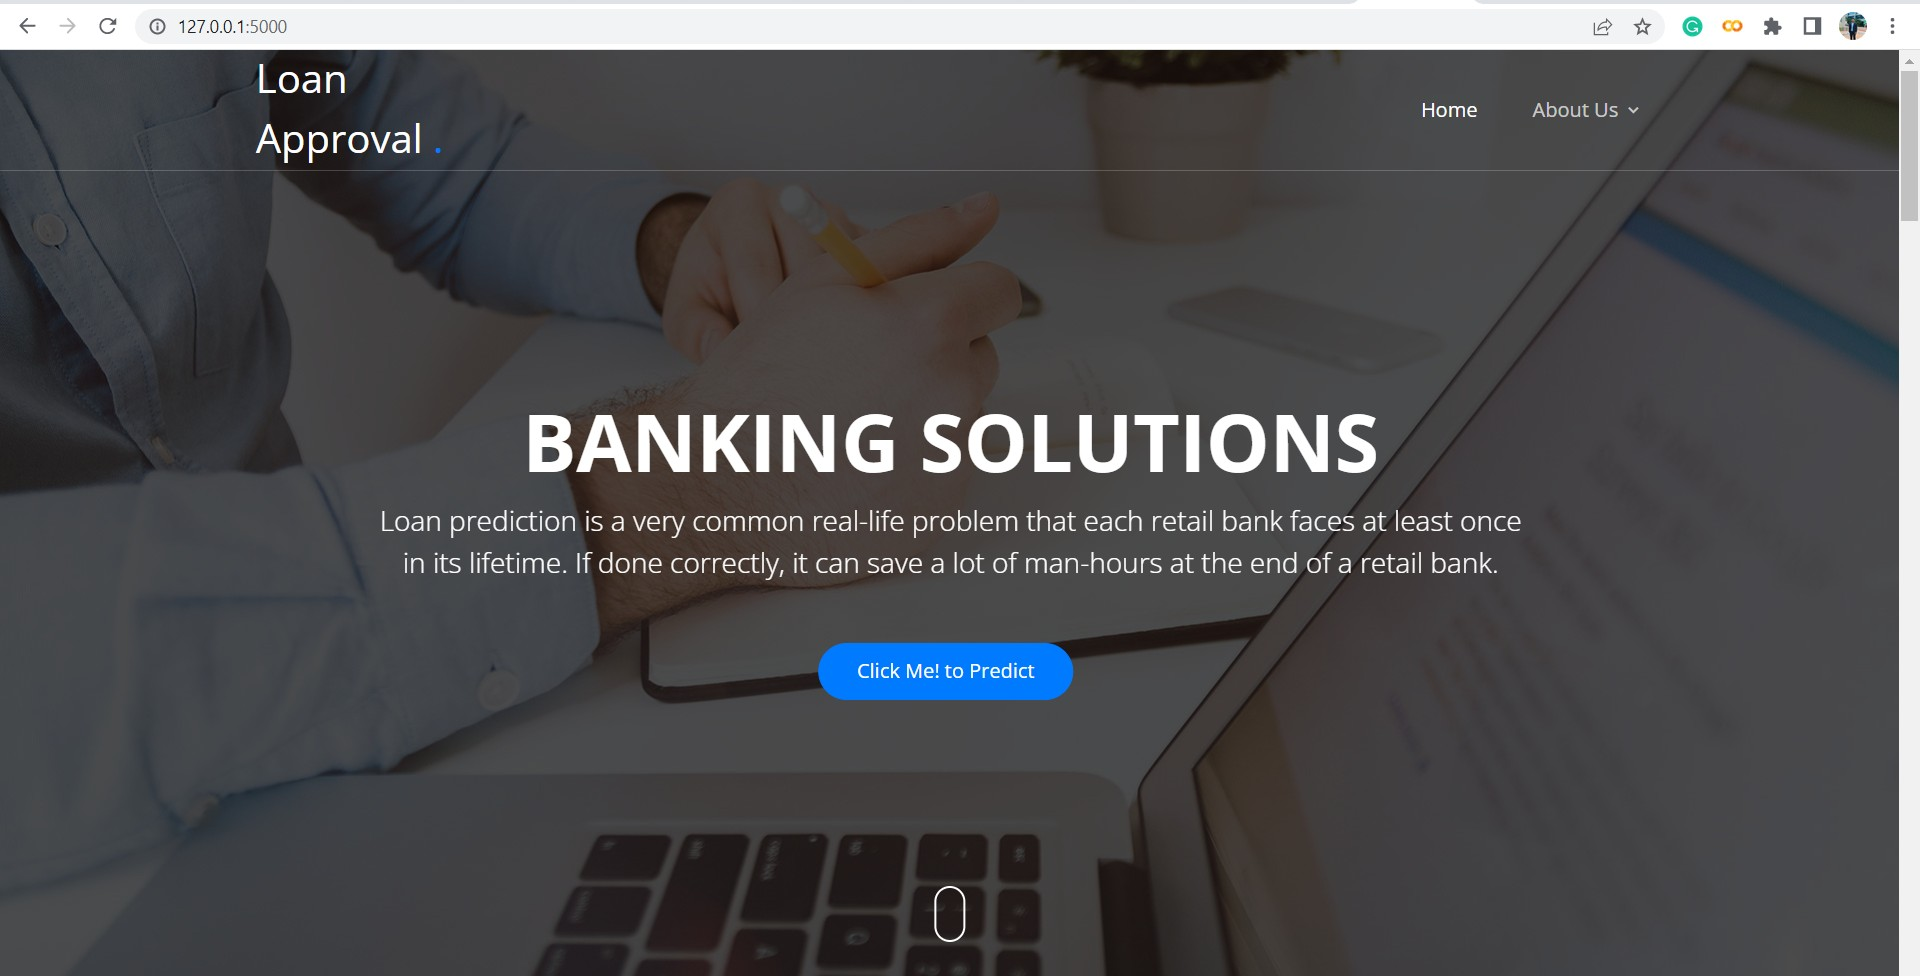 127.0.0.1:5000
Loan
Approval .
Home
About Us
BANKING SOLUTIONS
Loan prediction is a very common real-life problem that each retail bank faces at least once
in its lifetime. If done correctly, it can save a lot of man-hours at the end of a retail bank.
Click Me! to Predict